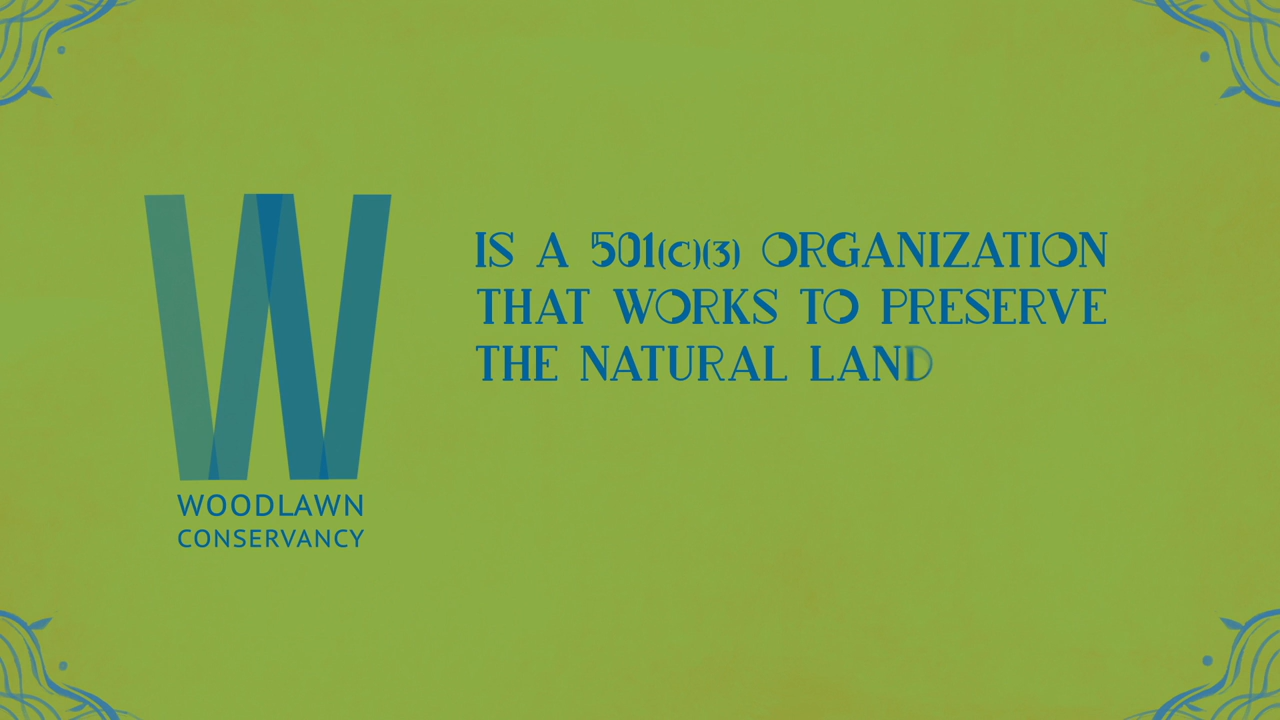 W
WOODLAWN
CONSERVANCY
IS A 501(C)(3) ORGANIZATION
THAT WORKS TO PRESERVE
THE NATURAL LAND